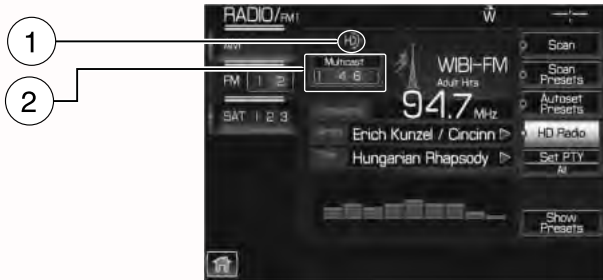 RADIO/FM1
W
1
HD
AM
Multicast
1 4-6
2
FM 1 2
WIBI-FM
Adult Hits
94.7 MHz
SAT 1 2 3
Erich Kunzel / Cincinn
Hungarian Rhapsody
Scan
Scan
Presets
Autoset
Presets
HD Radio
Set PTY
All
Show
Presets